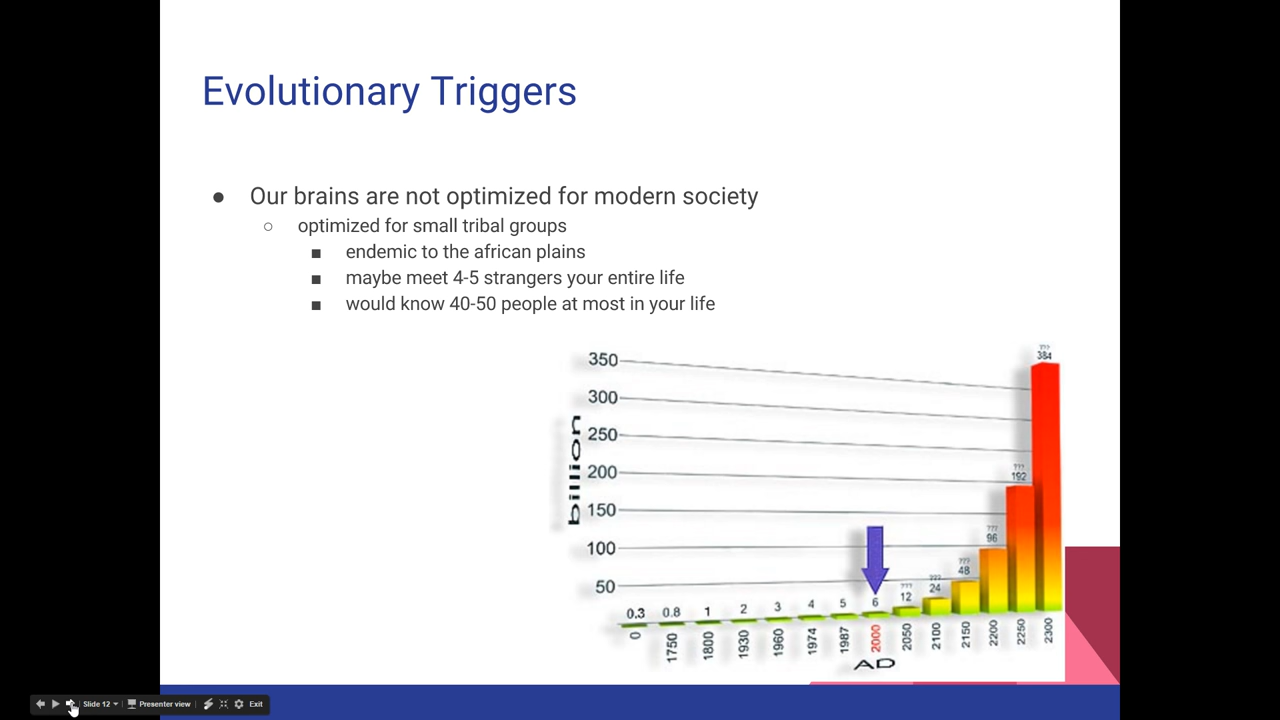 Evolutionary Triggers
● Our brains are not optimized for modern society
○ optimized for small tribal groups
■ endemic to the african plains
■ maybe meet 4-5 strangers your entire life
■ would know 40-50 people at most in your life
billion
350
300
250
200
150
100
50
0.3 0.8 1 2 3 4 5 6 ??? 12 ??? 24 ??? 48 ??? 96 ??? 192 ??? 384
0 1750 1800 1930 1960 1974 1987 2000 2050 2100 2150 2200 2250 2300
AD
Slide 12 Presenter view Exit